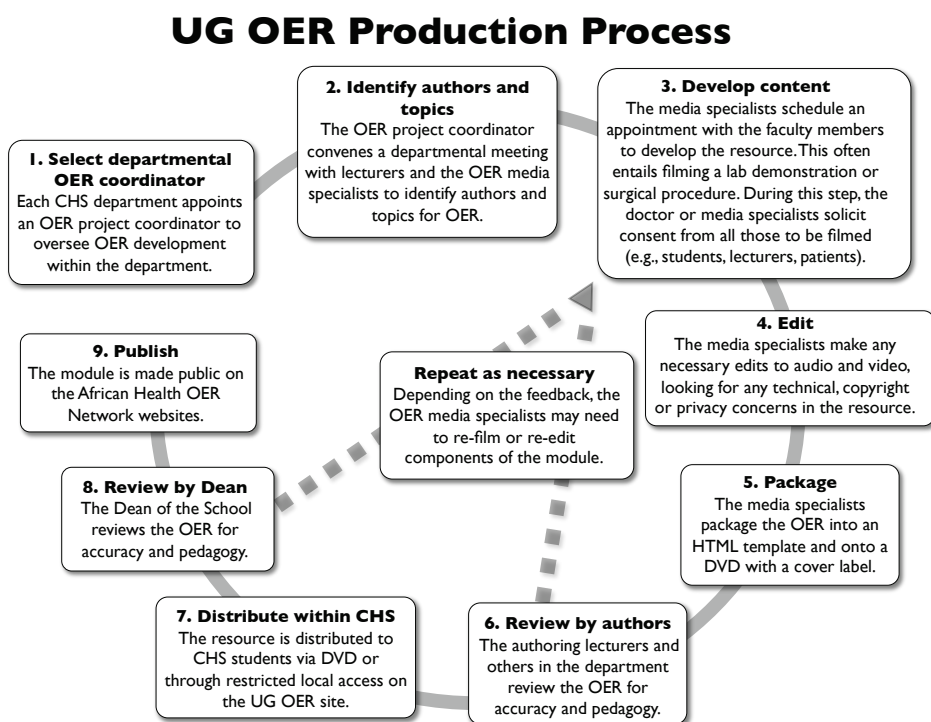 UG OER Production Process
1. Select departmental
OER coordinator
Each CHS department appoints
an OER project coordinator to
oversee OER development
within the department.
2. Identify authors and
topics
The OER project coordinator
convenes a departmental meeting
with lecturers and the OER media
specialists to identify authors and
topics for OER.
3. Develop content
The media specialists schedule an
appointment with the faculty members
to develop the resource. This often
entails filming a lab demonstration or
surgical procedure. During this step, the
doctor or media specialists solicit
consent from all those to be filmed
(e.g., students, lecturers, patients).
4. Edit
The media specialists make any
necessary edits to audio and video,
looking for any technical, copyright
or privacy concerns in the resource.
5. Package
The media specialists
package the OER into an
HTML template and onto a
DVD with a cover label.
6. Review by authors
The authoring lecturers and
others in the department
review the OER for
accuracy and pedagogy.
7. Distribute within CHS
The resource is distributed to
CHS students via DVD or
through restricted local access on
the UG OER site.
8. Review by Dean
The Dean of the School
reviews the OER for
accuracy and pedagogy.
9. Publish
The module is made public on
the African Health OER
Network websites.
Repeat as necessary
Depending on the feedback, the
OER media specialists may need
to re-film or re-edit
components of the module.